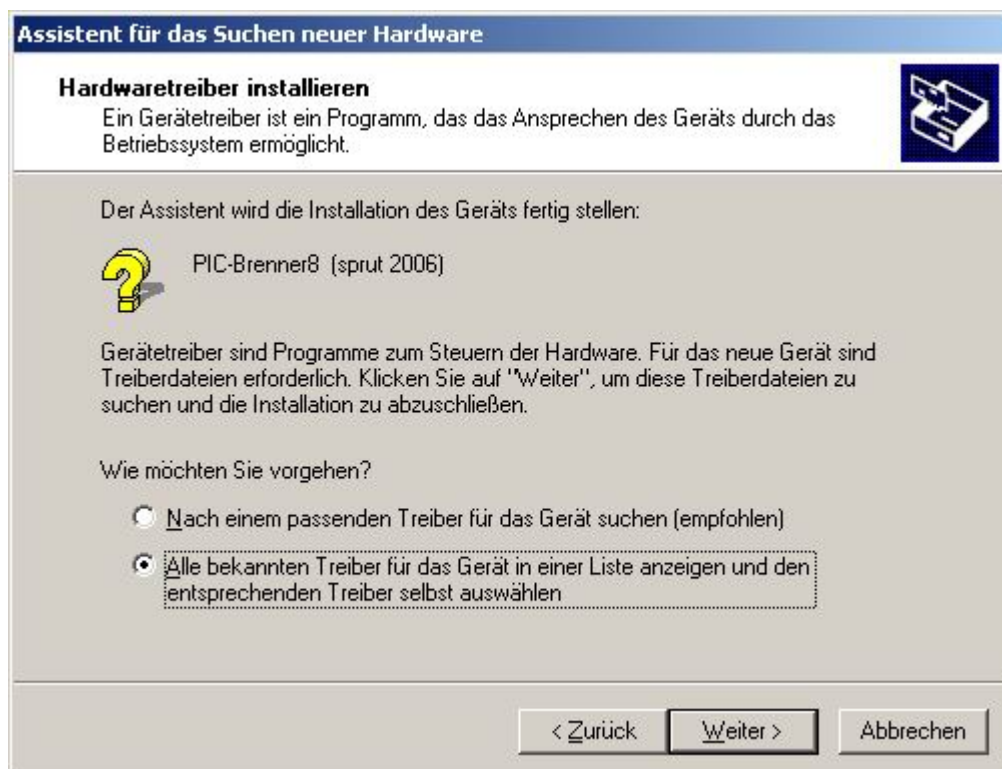 Assistent für das Suchen neuer Hardware
Hardwaretreiber installieren
Ein Gerätetreiber ist ein Programm, das das Ansprechen des Geräts durch das
Betriebssystem ermöglicht.
Der Assistent wird die Installation des Geräts fertig stellen:
PIC-Brenner8 (sprut 2006)
Gerätetreiber sind Programme zum Steuern der Hardware. Für das neue Gerät sind
Treiberdateien erforderlich. Klicken Sie auf "Weiter", um diese Treiberdateien zu
suchen und die Installation zu abzuschließen.
Wie möchten Sie vorgehen?
Nach einem passenden Treiber für das Gerät suchen (empfohlen)
Alle bekannten Treiber für das Gerät in einer Liste anzeigen und den
entsprechenden Treiber selbst auswählen
< Zurück Weiter > Abbrechen